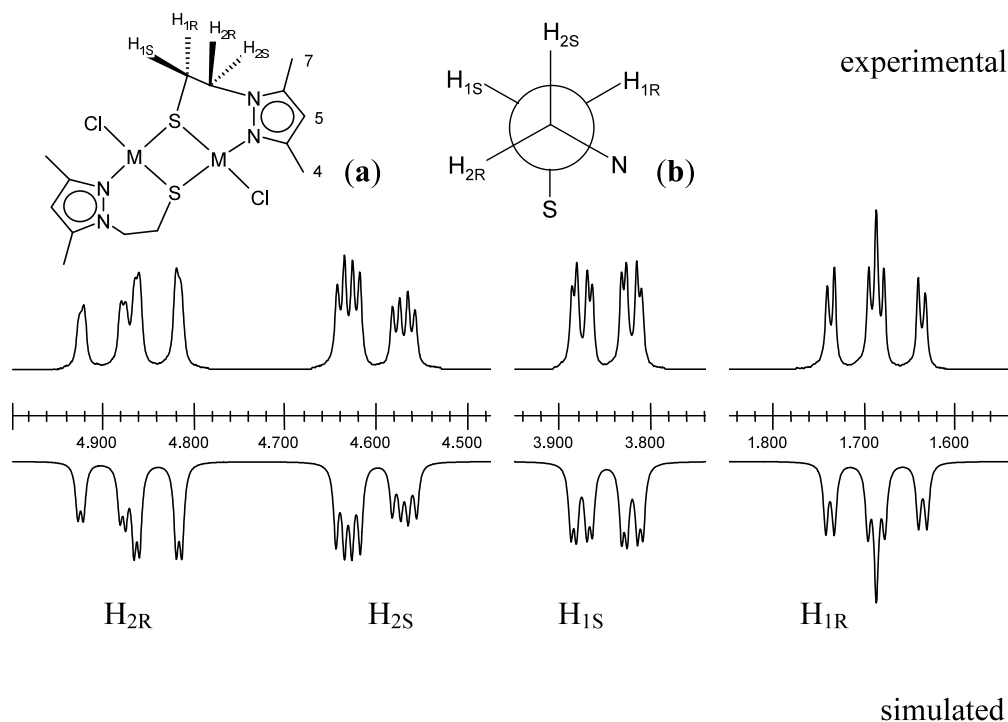 H1R
H1S
H2R
H2S
7
N
5
S
N
Cl
M
M
4
(a)
N
S
Cl
N
H2S
H1S
H1R
H2R
N
S
(b)
experimental
4.900 4.800 4.700 4.600 4.500 3.900 3.800 1.800 1.700 1.600
H2R H2S H1S H1R
simulated